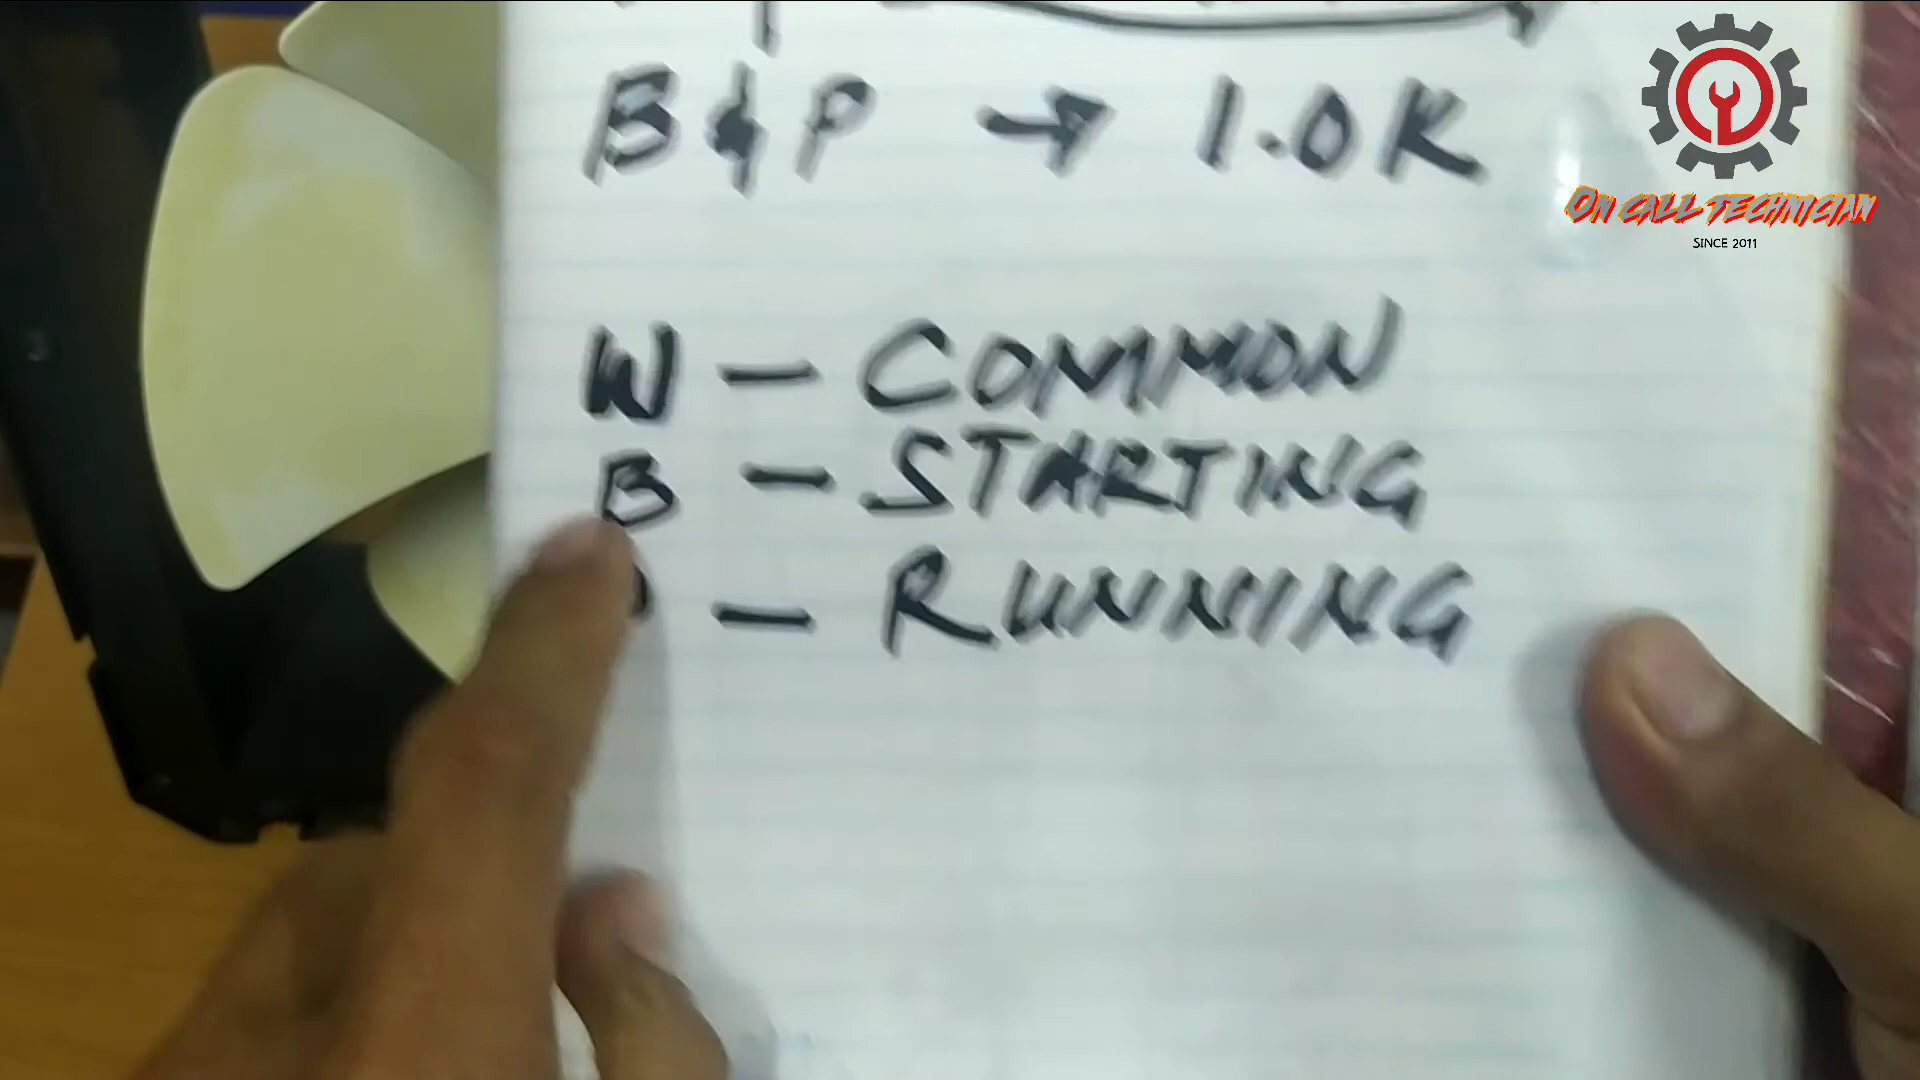 B & P → 1.0K
W - COMMON
B - STARTING
- RUNNING
ON CALL TECHNICIAN
SINCE 2011